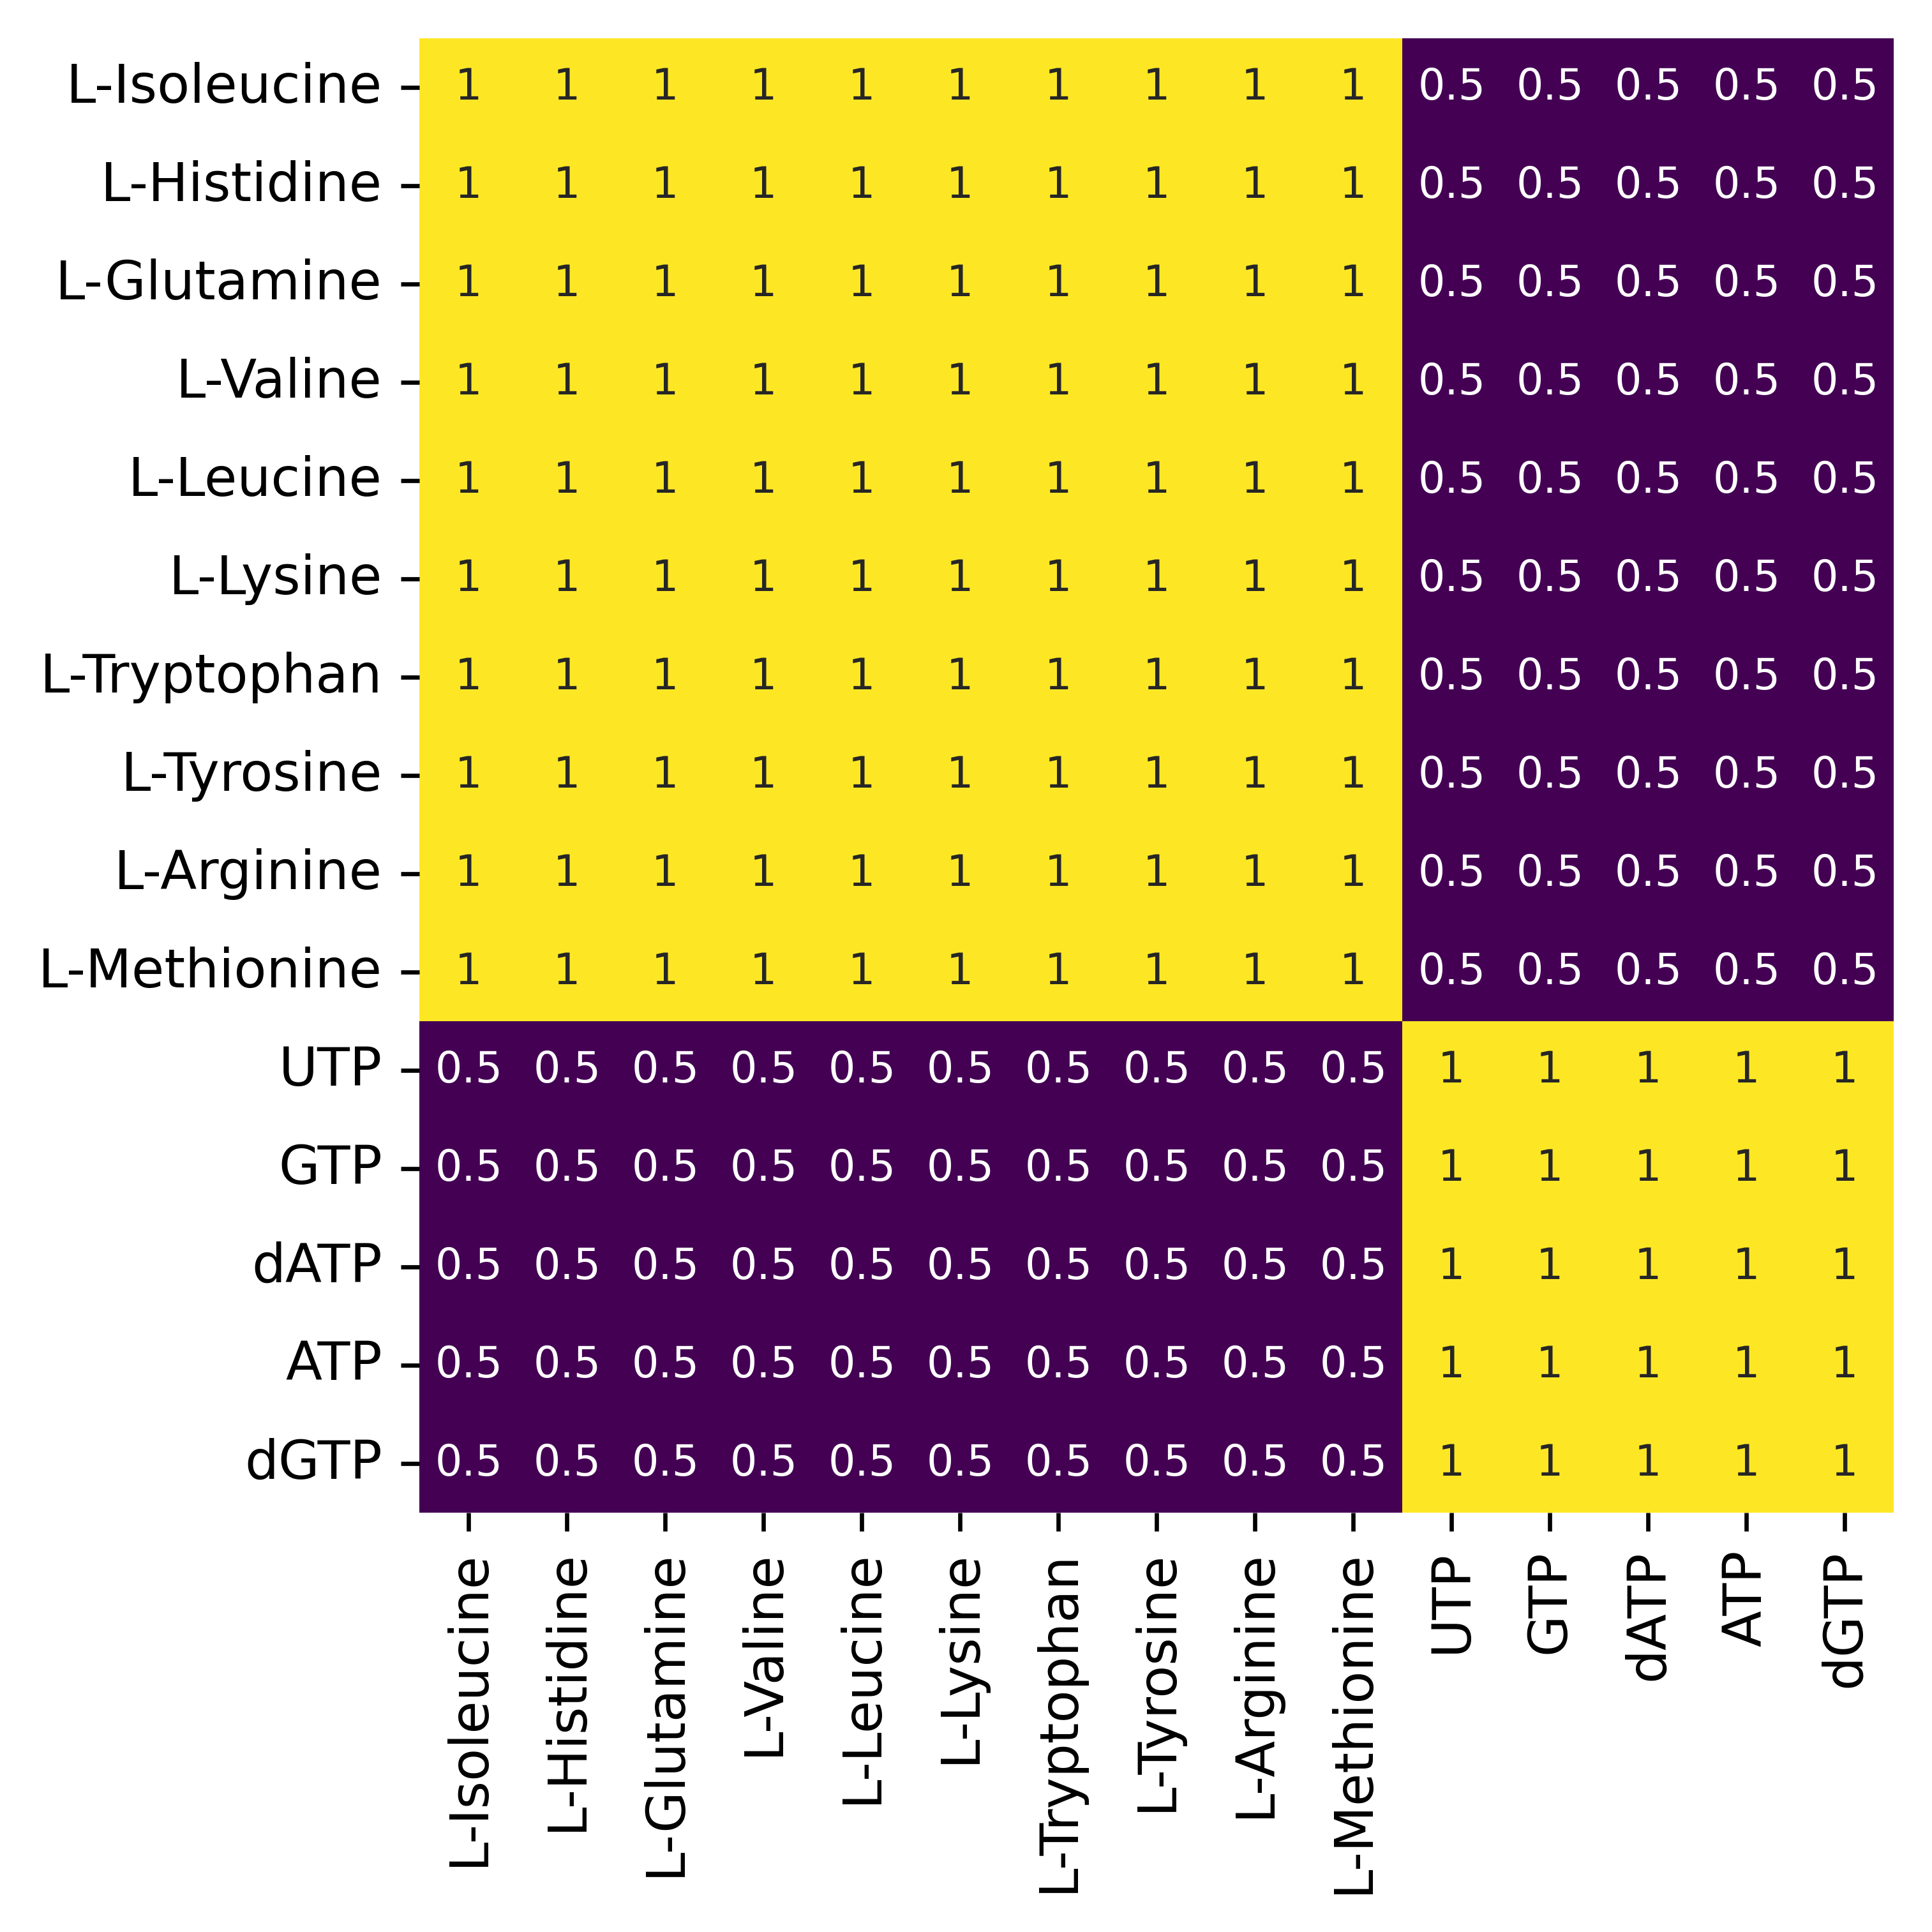 L-Isoleucine 1 1 1 1 1 1 1 1 1 1 0.5 0.5 0.5 0.5 0.5
L-Histidine 1 1 1 1 1 1 1 1 1 1 0.5 0.5 0.5 0.5 0.5
L-Glutamine 1 1 1 1 1 1 1 1 1 1 0.5 0.5 0.5 0.5 0.5
L-Valine 1 1 1 1 1 1 1 1 1 1 0.5 0.5 0.5 0.5 0.5
L-Leucine 1 1 1 1 1 1 1 1 1 1 0.5 0.5 0.5 0.5 0.5
L-Lysine 1 1 1 1 1 1 1 1 1 1 0.5 0.5 0.5 0.5 0.5
L-Tryptophan 1 1 1 1 1 1 1 1 1 1 0.5 0.5 0.5 0.5 0.5
L-Tyrosine 1 1 1 1 1 1 1 1 1 1 0.5 0.5 0.5 0.5 0.5
L-Arginine 1 1 1 1 1 1 1 1 1 1 0.5 0.5 0.5 0.5 0.5
L-Methionine 1 1 1 1 1 1 1 1 1 1 0.5 0.5 0.5 0.5 0.5
UTP 0.5 0.5 0.5 0.5 0.5 0.5 0.5 0.5 0.5 0.5 1 1 1 1 1
GTP 0.5 0.5 0.5 0.5 0.5 0.5 0.5 0.5 0.5 0.5 1 1 1 1 1
dATP 0.5 0.5 0.5 0.5 0.5 0.5 0.5 0.5 0.5 0.5 1 1 1 1 1
ATP 0.5 0.5 0.5 0.5 0.5 0.5 0.5 0.5 0.5 0.5 1 1 1 1 1
dGTP 0.5 0.5 0.5 0.5 0.5 0.5 0.5 0.5 0.5 0.5 1 1 1 1 1
L-Isoleucine
L-Histidine
L-Glutamine
L-Valine
L-Leucine
L-Lysine
L-Tryptophan
L-Tyrosine
L-Arginine
L-Methionine
UTP
GTP
dATP
ATP
dGTP